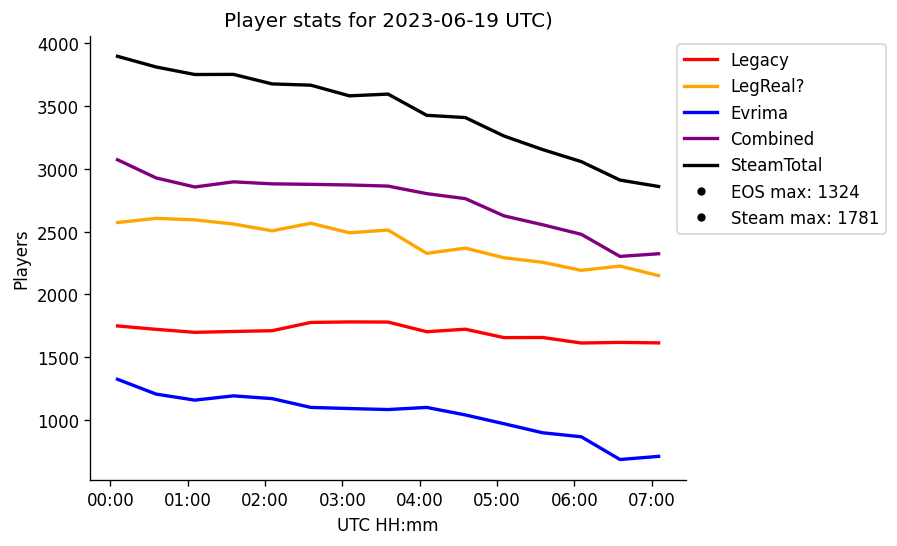 Player stats for 2023-06-19 UTC)
4000
3500
3000
2500
2000
1500
1000
Players
00:00 01:00 02:00 03:00 04:00 05:00 06:00 07:00
UTC HH:mm
Legacy
LegReal?
Evrima
Combined
SteamTotal
EOS max: 1324
Steam max: 1781